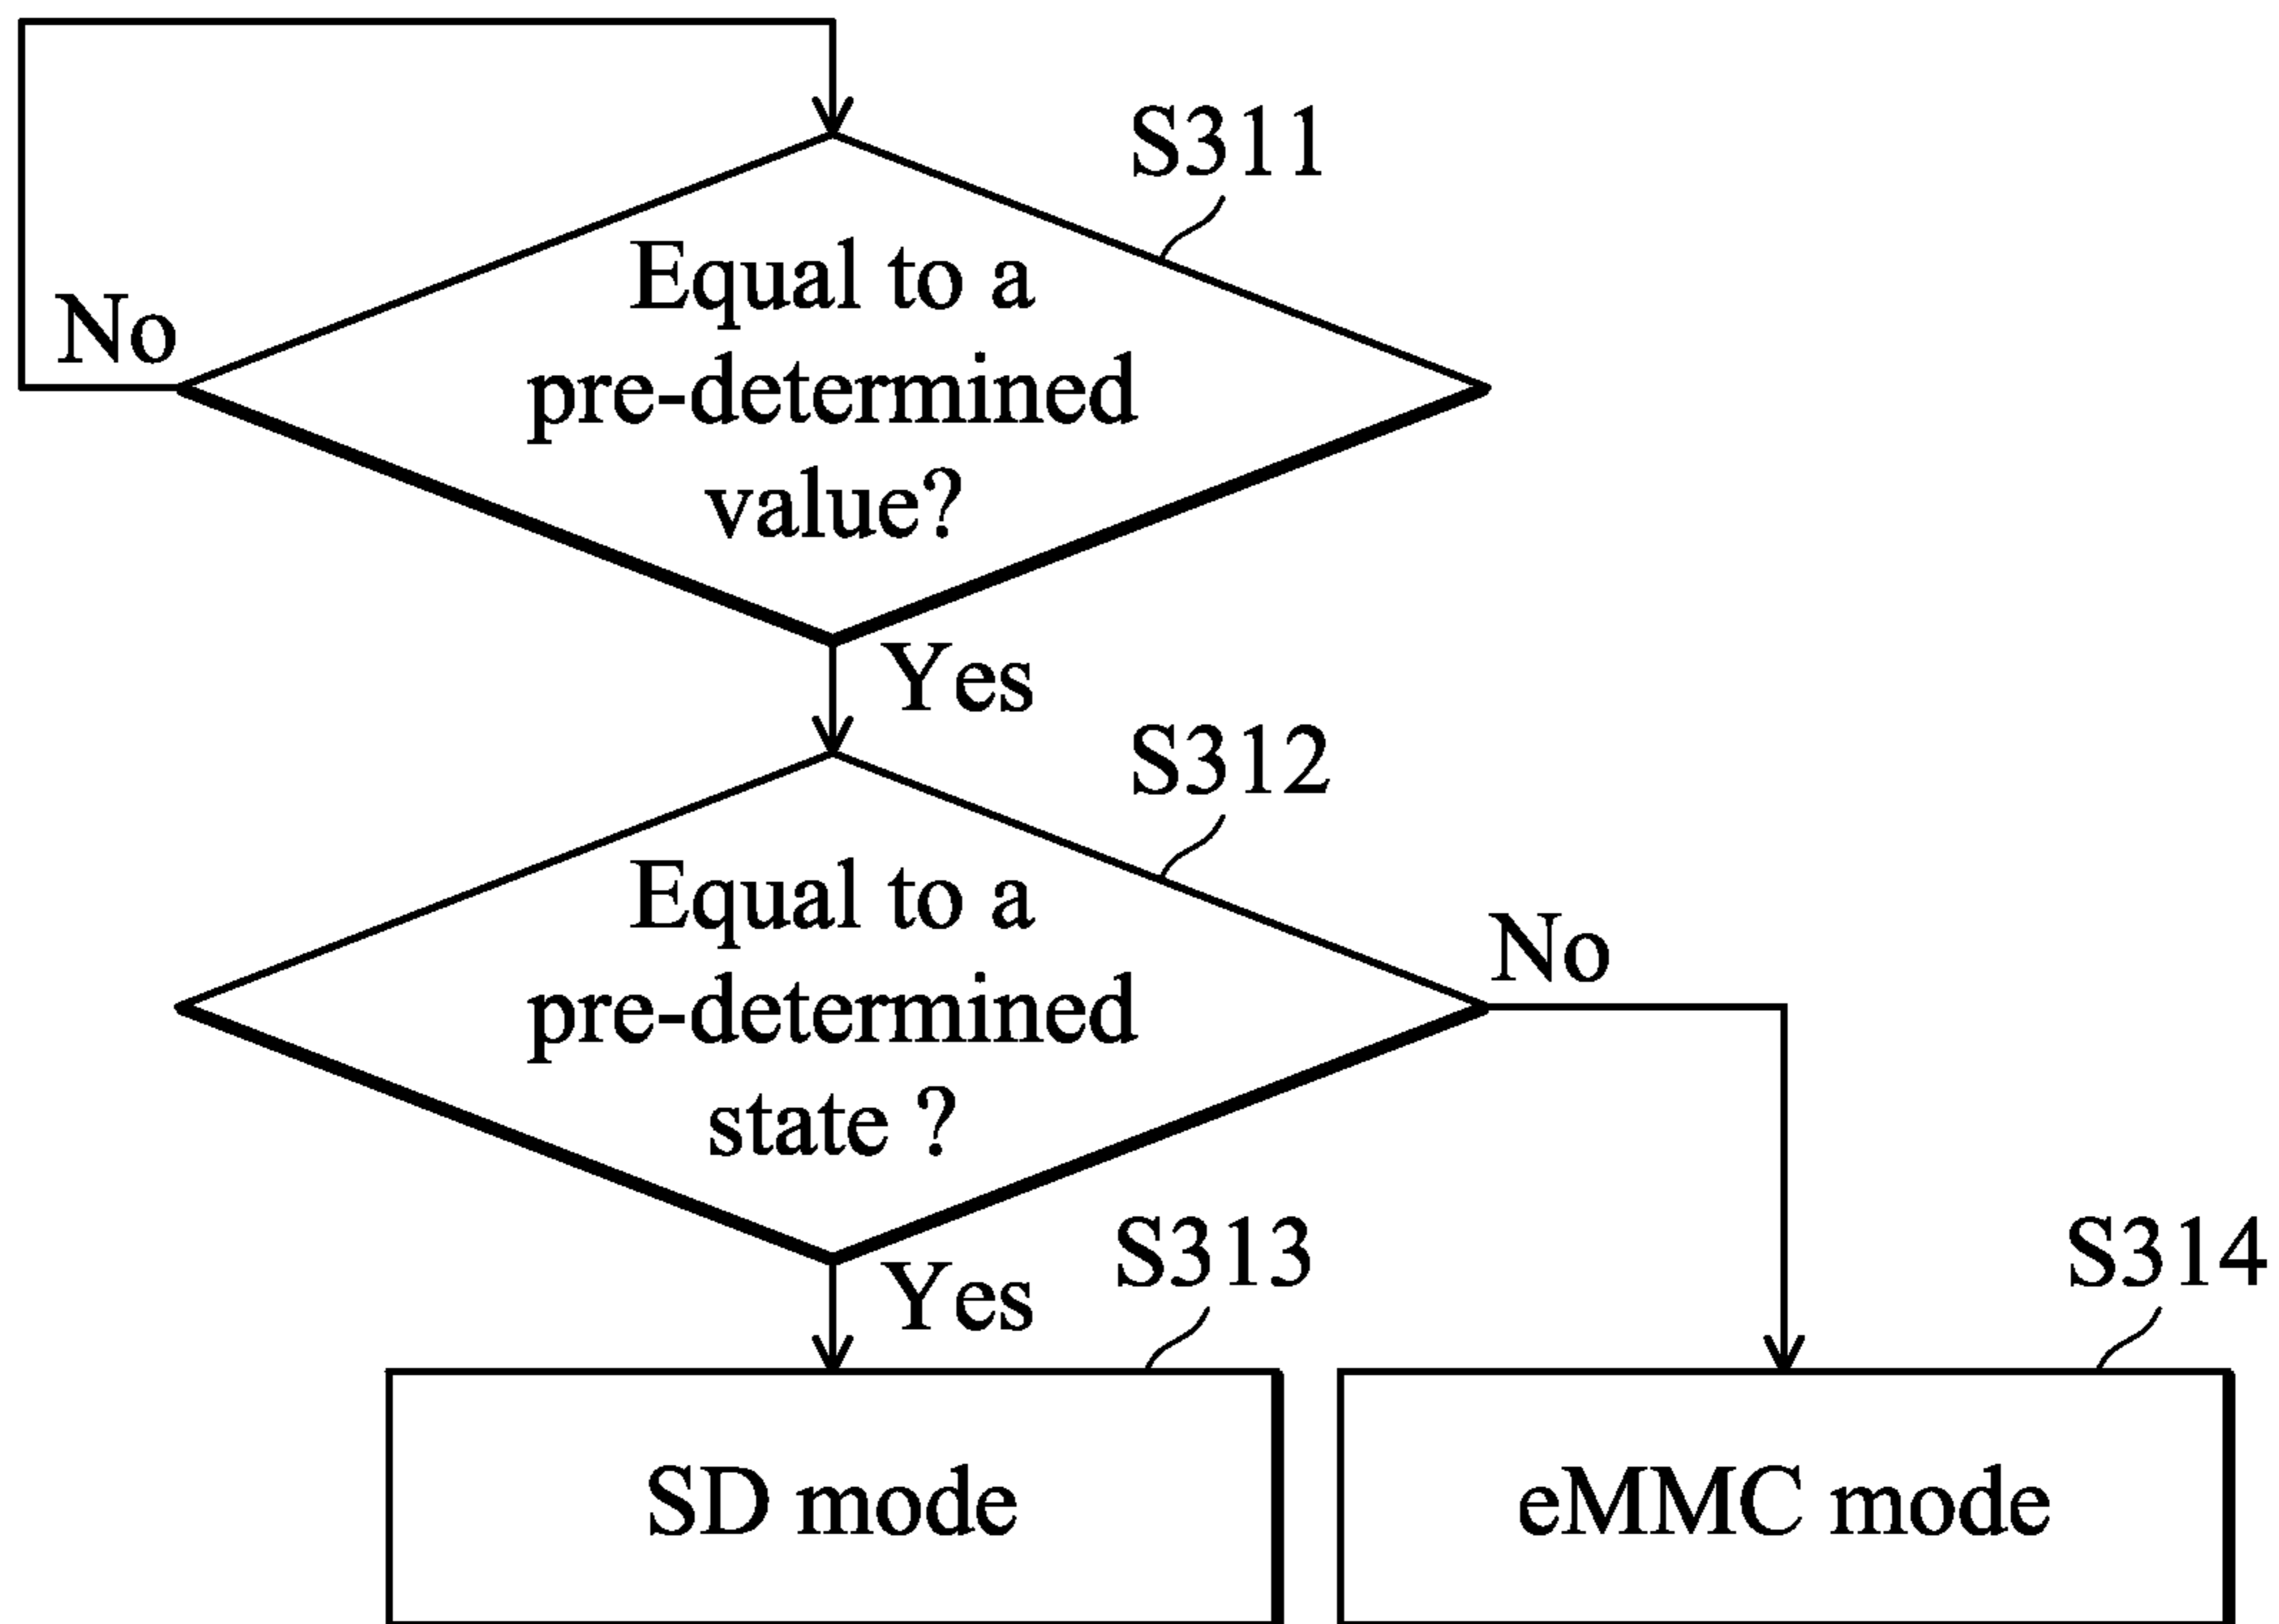 S311
Equal to a
No
pre-determined
value?
Yes
S312
Equal to a
No
pre-determined
state ?
Yes
S313
S314
SD mode
eMMC mode